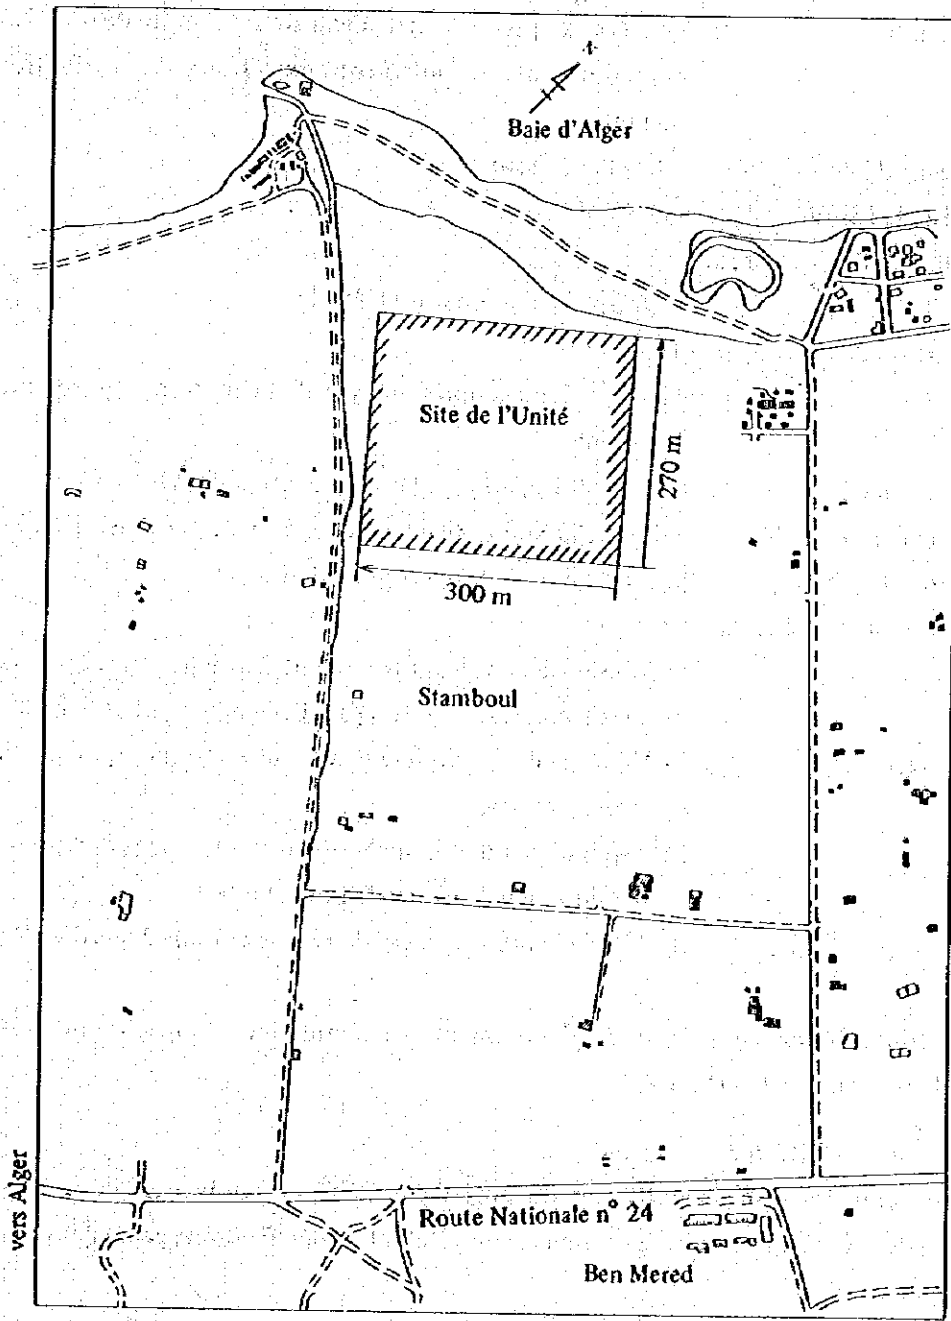 Baie d'Alger
Site de l'Unité
270 m
300 m
Stamboul
vers Alger
Route Nationale n° 24
Ben Mered